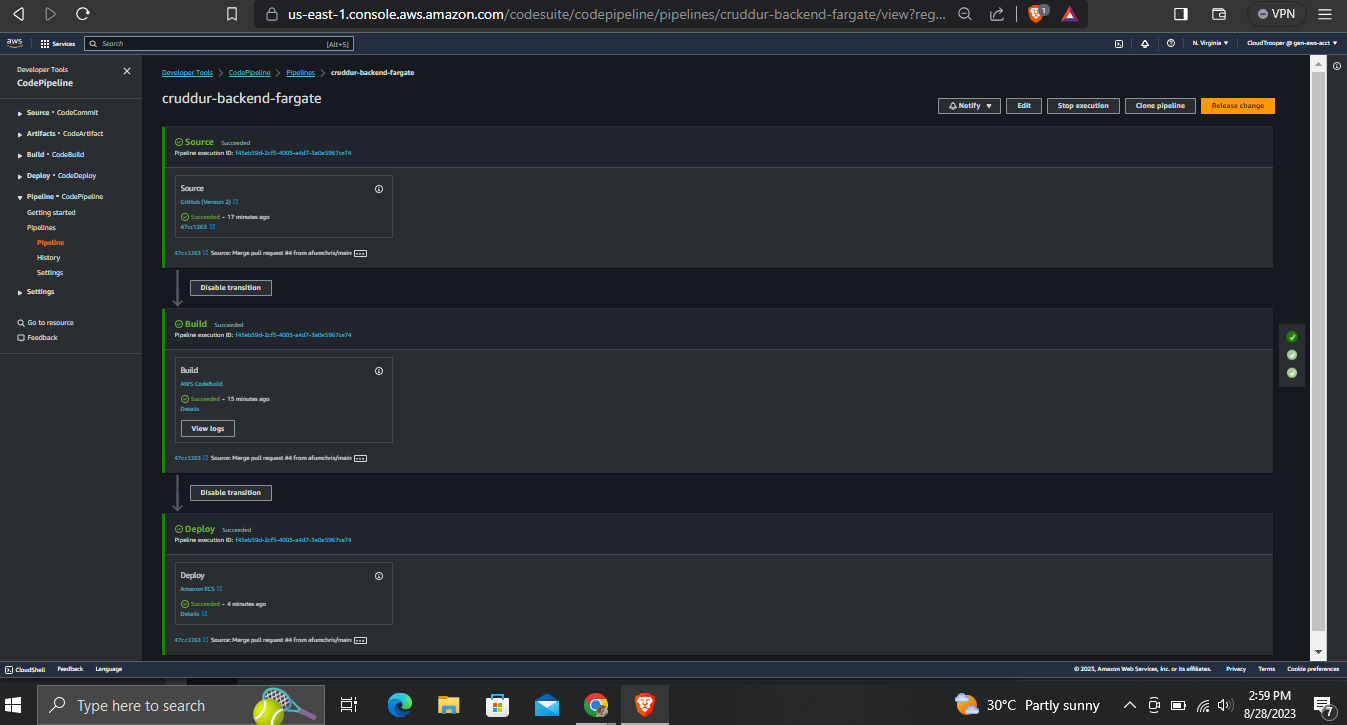 us-east-1.console.aws.amazon.com/codesuite/codepipeline/pipelines/cruddur-backend-fargate/view?reg...
1
VPN
aws
Services
Search
[Alt+S]
N. Virginia
CloudTrooper @ gen-aws-acct
Developer Tools
CodePipeline
Source • CodeCommit
Artifacts • CodeArtifact
Build • CodeBuild
Deploy • CodeDeploy
Pipeline • CodePipeline
Getting started
Pipelines
Pipeline
History
Settings
Settings
Go to resource
Feedback
Developer Tools
CodePipeline
Pipelines
cruddur-backend-fargate
cruddur-backend-fargate
Notify
Edit
Stop execution
Clone pipeline
Release change
Source Succeeded
Pipeline execution ID: f45eb59d-2cf5-4005-a4d7-3e0e5967ce74
Source
GitHub (Version 2)
Succeeded - 17 minutes ago
47cc1263
47cc1263 Source: Merge pull request #4 from afumchris/main
Disable transition
Build Succeeded
Pipeline execution ID: f45eb59d-2cf5-4005-a4d7-3e0e5967ce74
Build
AWS CodeBuild
Succeeded - 15 minutes ago
Details
View logs
47cc1263 Source: Merge pull request #4 from afumchris/main
Disable transition
Deploy Succeeded
Pipeline execution ID: f45eb59d-2cf5-4005-a4d7-3e0e5967ce74
Deploy
Amazon ECS
Succeeded - 4 minutes ago
Details
47cc1263 Source: Merge pull request #4 from afumchris/main
CloudShell
Feedback
Language
© 2023, Amazon Web Services, Inc. or its affiliates.
Privacy
Terms
Cookie preferences
Type here to search
30°C Partly sunny
2:59 PM
8/28/2023
7